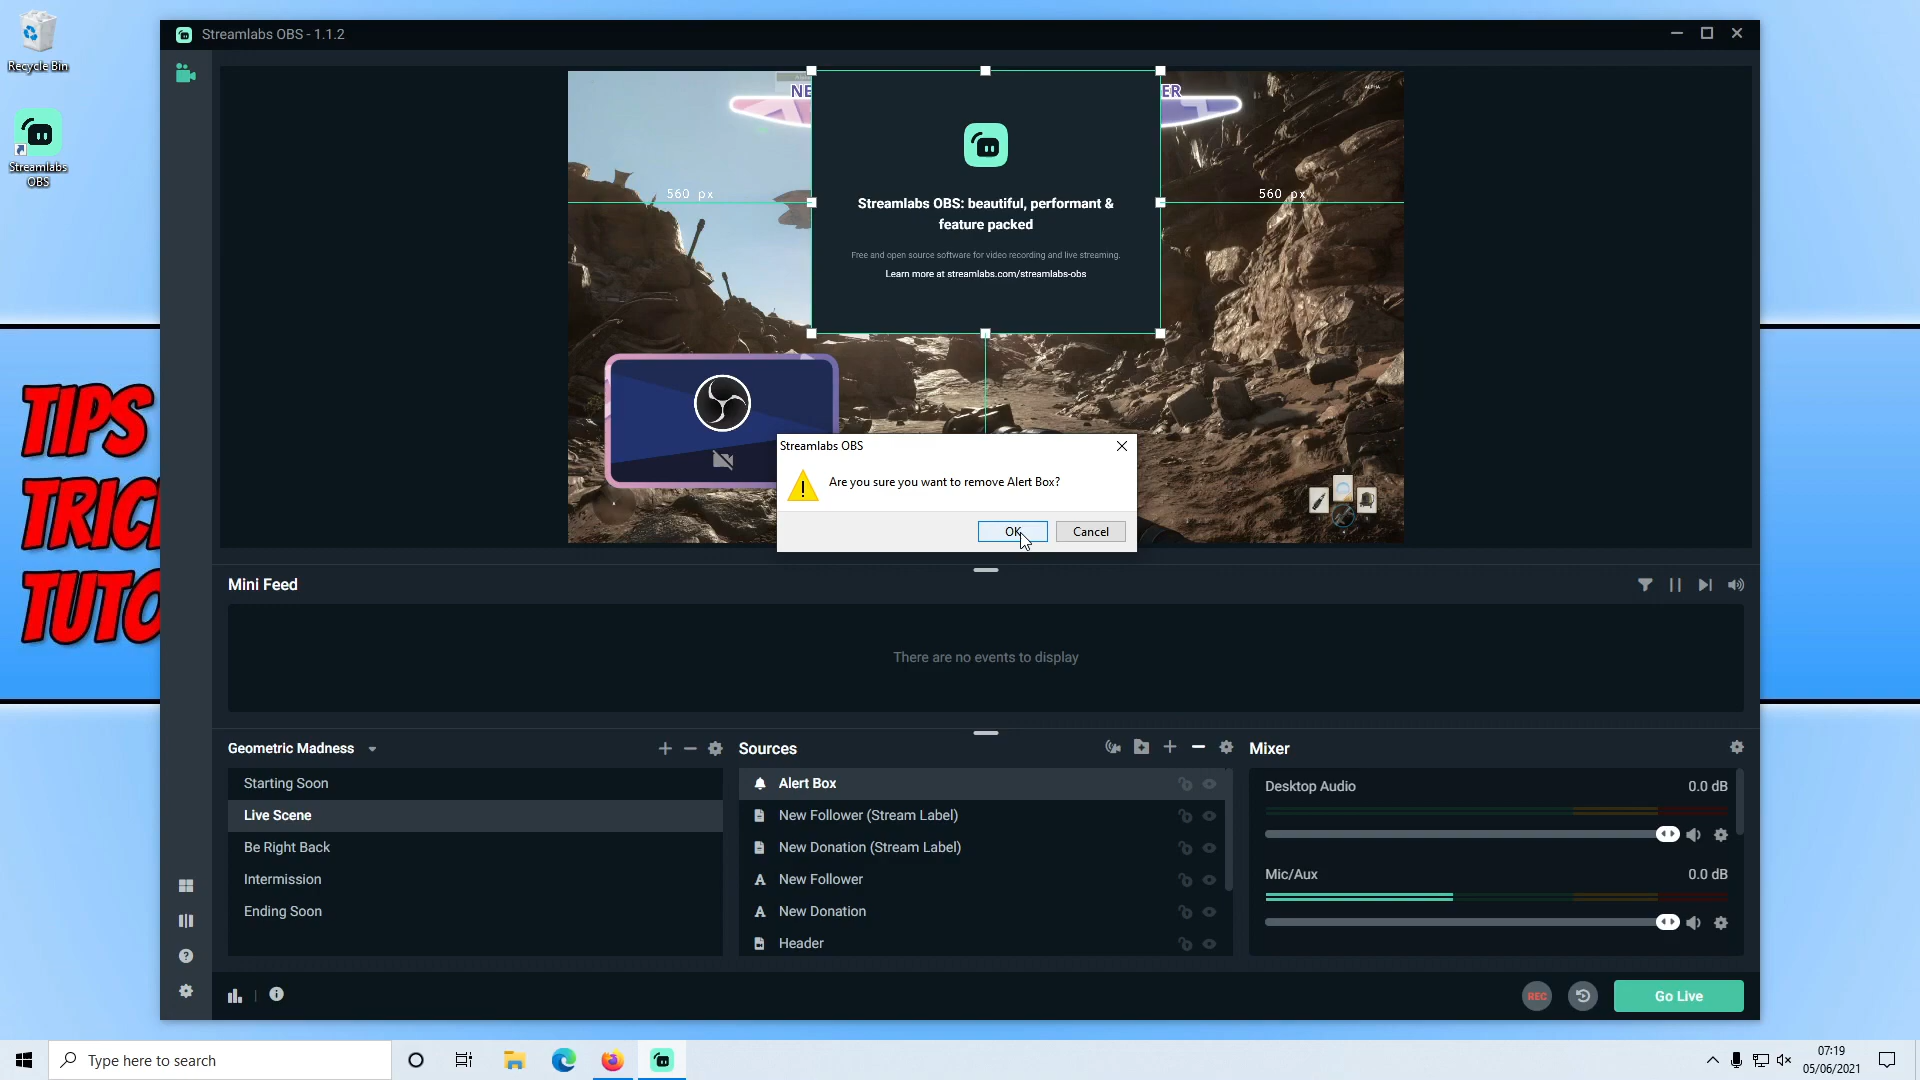 Recycle Bin
Streamlabs
OBS
TIPS
TRIC
TUTO
Streamlabs OBS - 1.1.2
NE
ER
ALPHA
560 px
560 px
Streamlabs OBS: beautiful, performant &
feature packed
Free and open source software for video recording and live streaming.
Learn more at streamlabs.com/streamlabs-obs
Streamlabs OBS
Are you sure you want to remove Alert Box?
OK
Cancel
Mini Feed
There are no events to display
Geometric Madness
Starting Soon
Live Scene
Be Right Back
Intermission
Ending Soon
Sources
Alert Box
New Follower (Stream Label)
New Donation (Stream Label)
New Follower
New Donation
Header
Mixer
Desktop Audio
0.0 dB
Mic/Aux
0.0 dB
REC
Go Live
Type here to search
07:19
05/06/2021